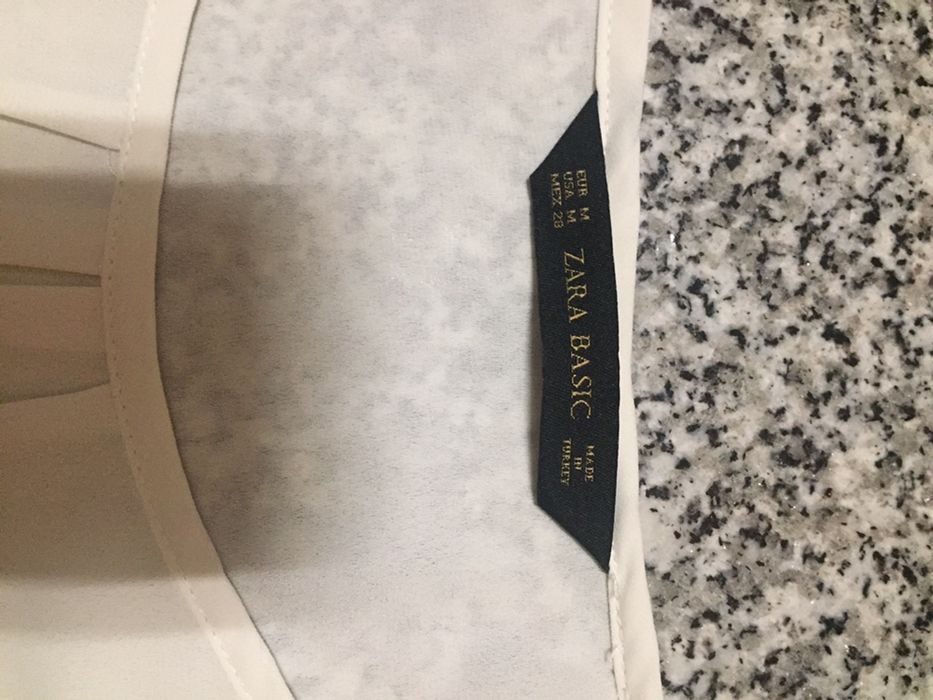 EUR M
USA M
MEX 28
ZARA BASIC
MADE
IN
TURKEY